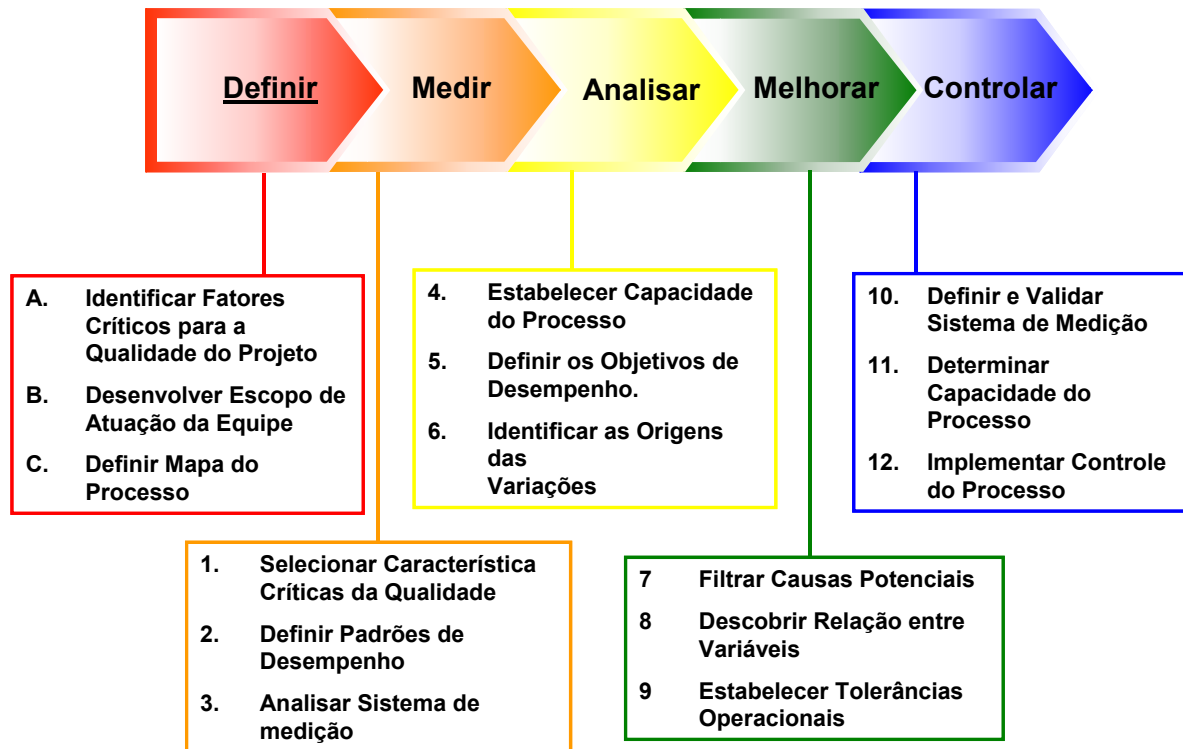 Definir
Medir
Analisar
Melhorar
Controlar
A. Identificar Fatores
Críticos para a
Qualidade do Projeto
B. Desenvolver Escopo de
Atuação da Equipe
C. Definir Mapa do
Processo
1. Selecionar Característica
Críticas da Qualidade
2. Definir Padrões de
Desempenho
3. Analisar Sistema de
medição
4. Estabelecer Capacidade
do Processo
5. Definir os Objetivos de
Desempenho.
6. Identificar as Origens
das
Variações
7 Filtrar Causas Potenciais
8 Descobrir Relação entre
Variáveis
9 Estabelecer Tolerâncias
Operacionais
10. Definir e Validar
Sistema de Medição
11. Determinar
Capacidade do
Processo
12. Implementar Controle
do Processo